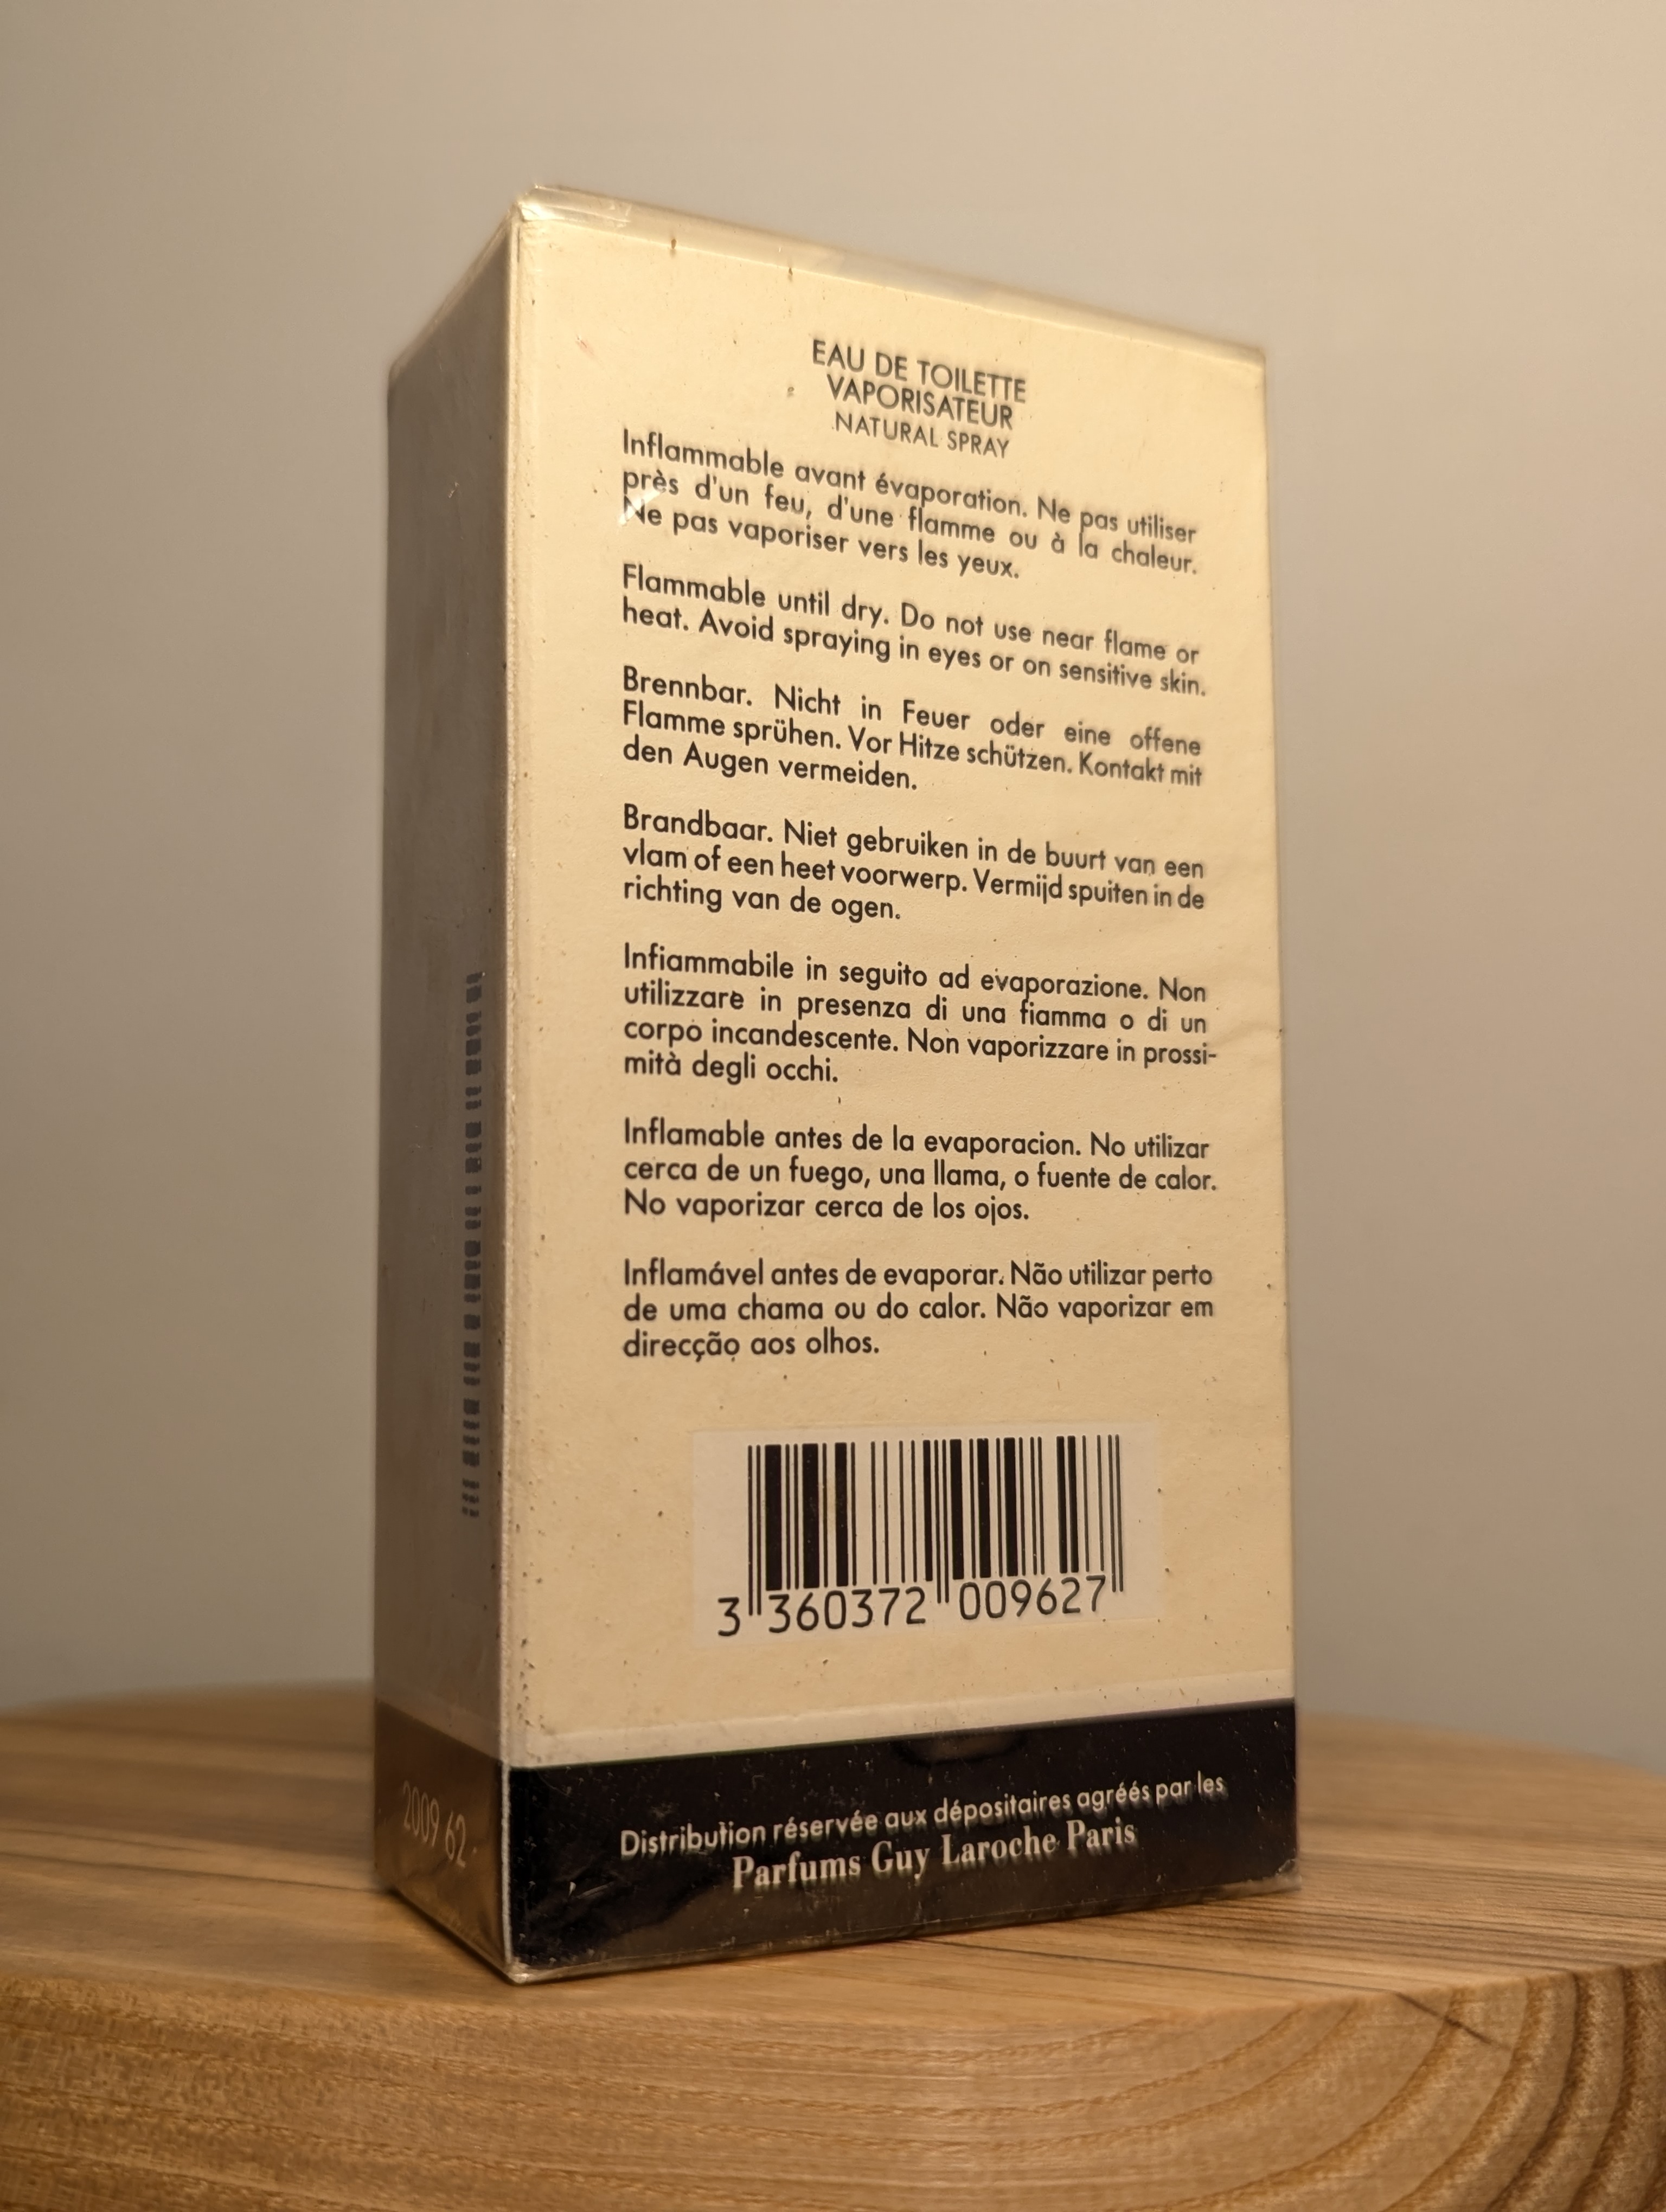 EAU DE TOILETTE
VAPORISATEUR
NATURAL SPRAY
Inflammable avant évaporation. Ne pas utiliser
près d'un feu, d'une flamme ou à la chaleur.
Ne pas vaporiser vers les yeux.
Flammable until dry. Do not use near flame or
heat. Avoid spraying in eyes or on sensitive skin.
Brennbar. Nicht in Feuer oder eine offene
Flamme sprühen. Vor Hitze schützen. Kontakt mit
den Augen vermeiden.
Brandbaar. Niet gebruiken in de buurt van een
vlam of een heet voorwerp. Vermijd spuiten in de
richting van de ogen.
Infiammabile in seguito ad evaporazione. Non
utilizzare in presenza di una fiamma o di un
corpo incandescente. Non vaporizzare in prossi-
mità degli occhi.
Inflamable antes de la evaporacion. No utilizar
cerca de un fuego, una llama, o fuente de calor.
No vaporizar cerca de los ojos.
Inflamável antes de evaporar. Não utilizar perto
de uma chama ou do calor. Não vaporizar em
direcção aos olhos.
3 360372 009627
2009 62
Distribution réservée aux dépositaires agréés par les
Parfums Guy Laroche Paris